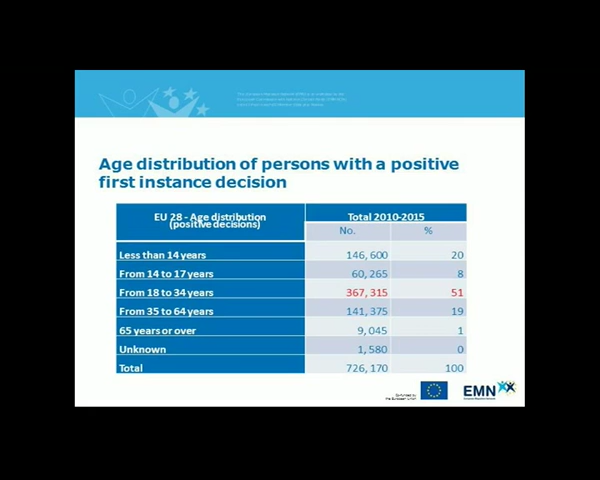 Age distribution of persons with a positive
first instance decision
EU 28 - Age distribution
(positive decisions)
Total 2010-2015
No. %
Less than 14 years 146,600 20
From 14 to 17 years 60,265 8
From 18 to 34 years 367,315 51
From 35 to 64 years 141,375 19
65 years or over 9,045 1
Unknown 1,580 0
Total 726,170 100
Co-funded by
the European Union
EMN
European Migration Network